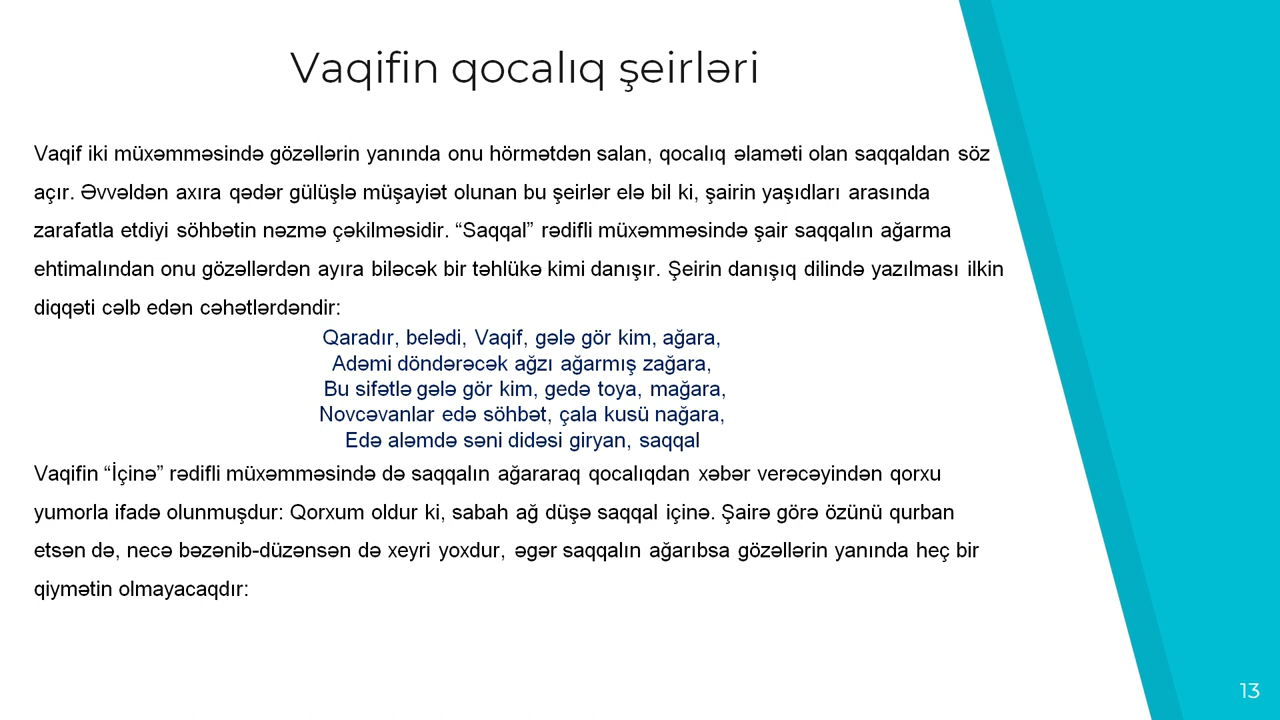 Vaqifin qocalıq şeirləri
Vaqif iki müxəmməsində gözəllərin yanında onu hörmətdən salan, qocalıq əlaməti olan saqqaldan söz
açır. Əvvəldən axıra qədər gülüşlə müşayiət olunan bu şeirlər elə bil ki, şairin yaşıdları arasında
zarafatla etdiyi söhbətin nəzmə çəkilməsidir. “Saqqal” rədifli müxəmməsində şair saqqalın ağarma
ehtimalından onu gözəllərdən ayıra biləcək bir təhlükə kimi danışır. Şeirin danışıq dilində yazılması ilkin
diqqəti cəlb edən cəhətlərdəndir:
Qaradır, belədi, Vaqif, gələ gör kim, ağara,
Adəmi döndərəcək ağzı ağarmış zağara,
Bu sifətlə gələ gör kim, gedə toya, mağara,
Novcəvanlar edə söhbət, çala kusü nağara,
Edə aləmdə səni didəsi giryan, saqqal
Vaqifin “İçinə” rədifli müxəmməsində də saqqalın ağararaq qocalıqdan xəbər verəcəyindən qorxu
yumorla ifadə olunmuşdur: Qorxum oldur ki, sabah ağ düşə saqqal içinə. Şairə görə özünü qurban
etsən də, necə bəzənib-düzənsən də xeyri yoxdur, əgər saqqalın ağarıbsa gözəllərin yanında heç bir
qiymətin olmayacaqdır:
13